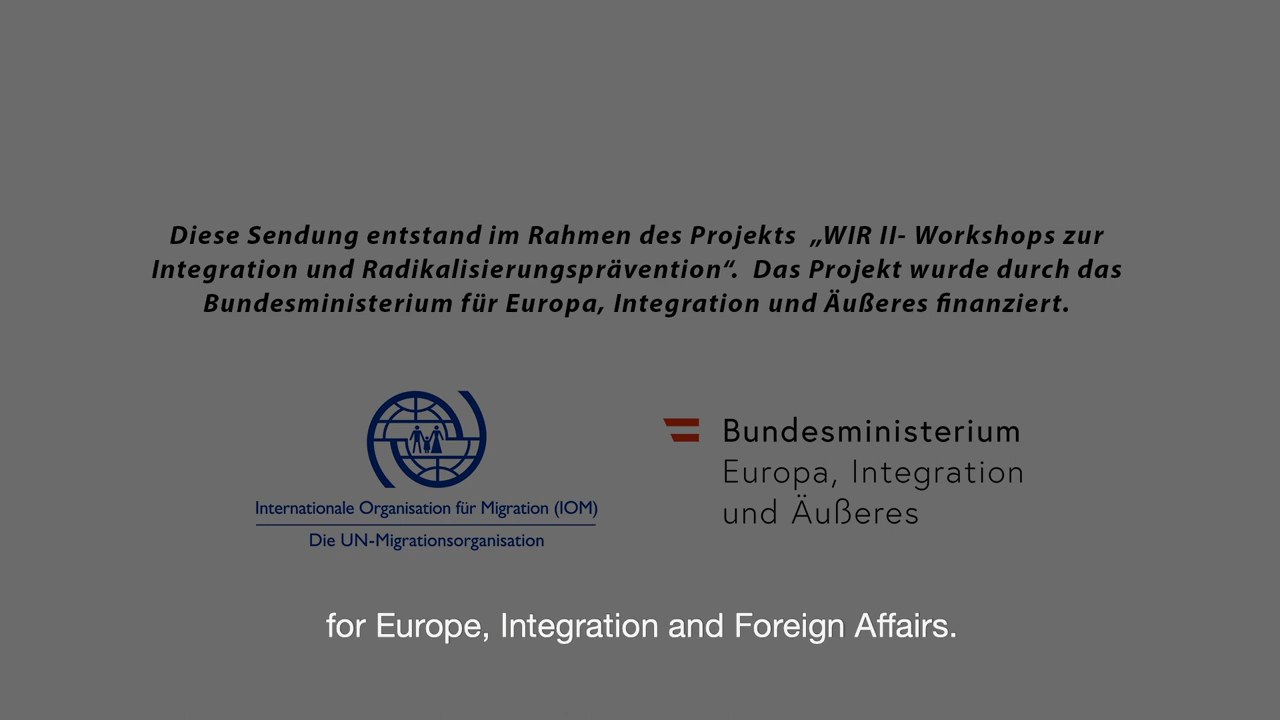 Diese Sendung entstand im Rahmen des Projekts „WIR II- Workshops zur
Integration und Radikalisierungsprävention“. Das Projekt wurde durch das
Bundesministerium für Europa, Integration und Äußeres finanziert.
Internationale Organisation für Migration (IOM)
Die UN-Migrationsorganisation
Bundesministerium
Europa, Integration
und Äußeres
for Europe, Integration and Foreign Affairs.